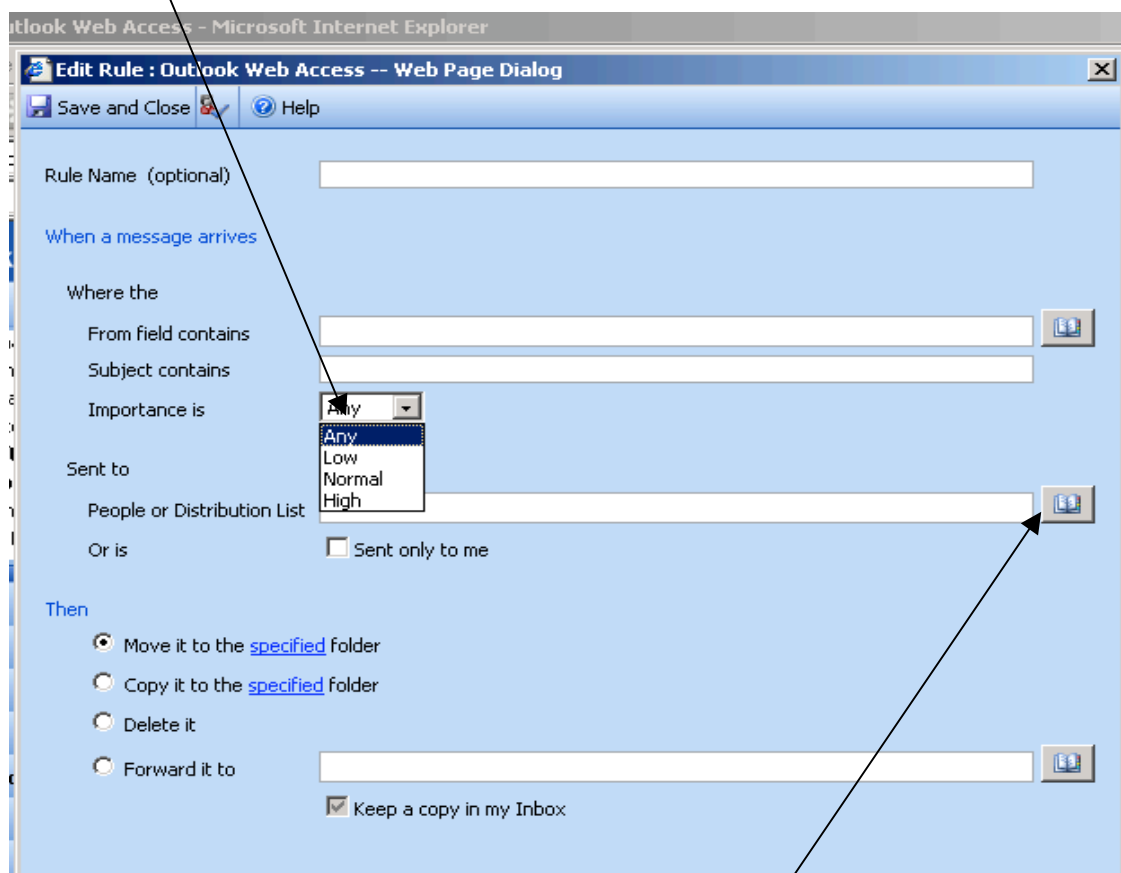 utlook Web Access - Microsoft Internet Explorer
Edit Rule : Outlook Web Access -- Web Page Dialog
Save and Close Help
Rule Name (optional)
When a message arrives
Where the
From field contains
Subject contains
Importance is Any
Any
Low
Normal
High
Sent to
People or Distribution List
Or is Sent only to me
Then
Move it to the specified folder
Copy it to the specified folder
Delete it
Forward it to
Keep a copy in my Inbox